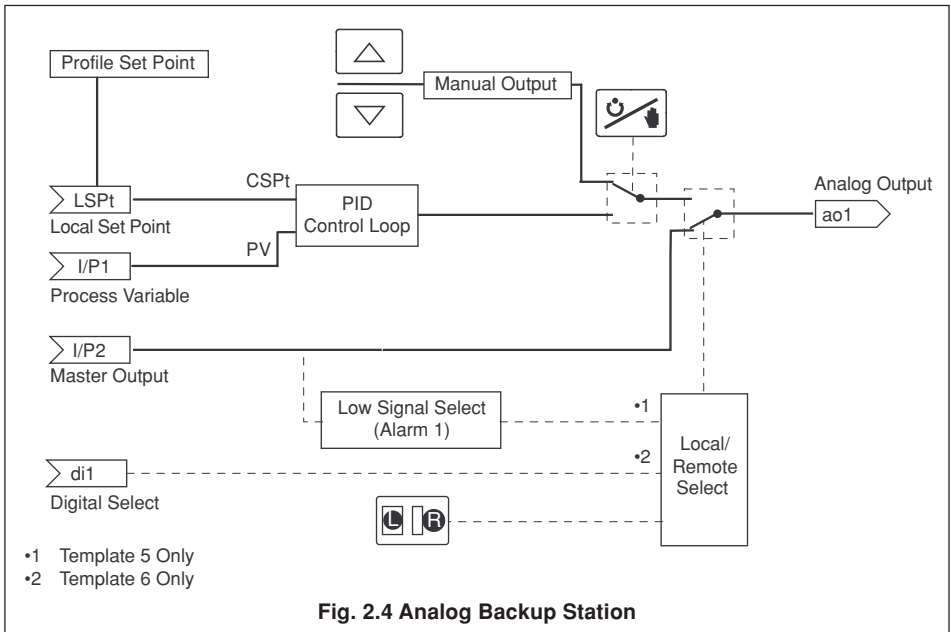 Profile Set Point
Manual Output
CSPt
LSPt
Local Set Point
PID
Control Loop
Analog Output
ao1
PV
I/P1
Process Variable
I/P2
Master Output
Low Signal Select
(Alarm 1)
•1
•2
Local/
Remote
Select
di1
Digital Select
L R
•1 Template 5 Only
•2 Template 6 Only
Fig. 2.4 Analog Backup Station